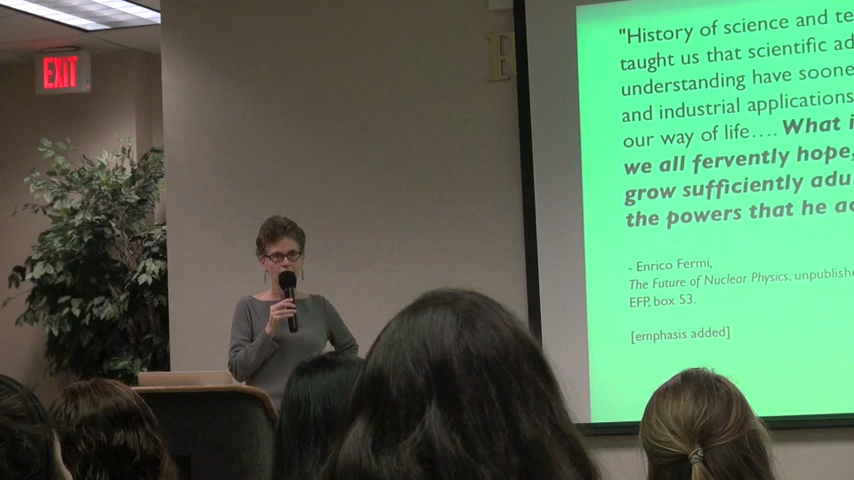 EXIT
"History of science and te
taught us that scientific ad
understanding have soone
and industrial applications
our way of life.... What i
we all fervently hope,
grow sufficiently adu
the powers that he ac
- Enrico Fermi,
The Future of Nuclear Physics, unpublishe
EFP, box 53.
[emphasis added]